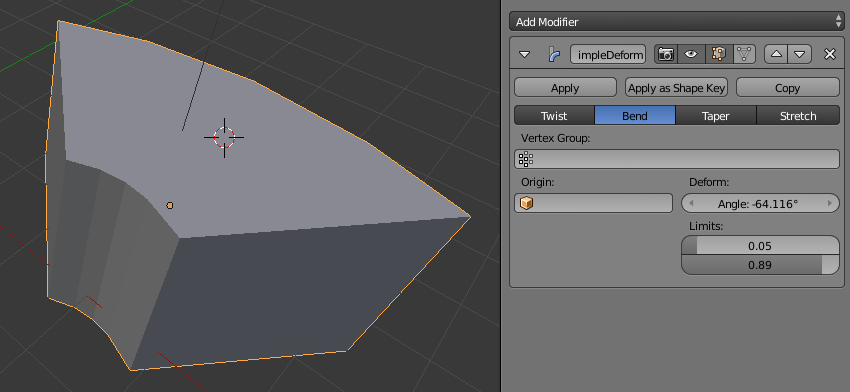 Add Modifier
impleDeform
Apply
Apply as Shape Key
Copy
Twist
Bend
Taper
Stretch
Vertex Group:
Origin:
Deform:
Angle: -64.116°
Limits:
0.05
0.89